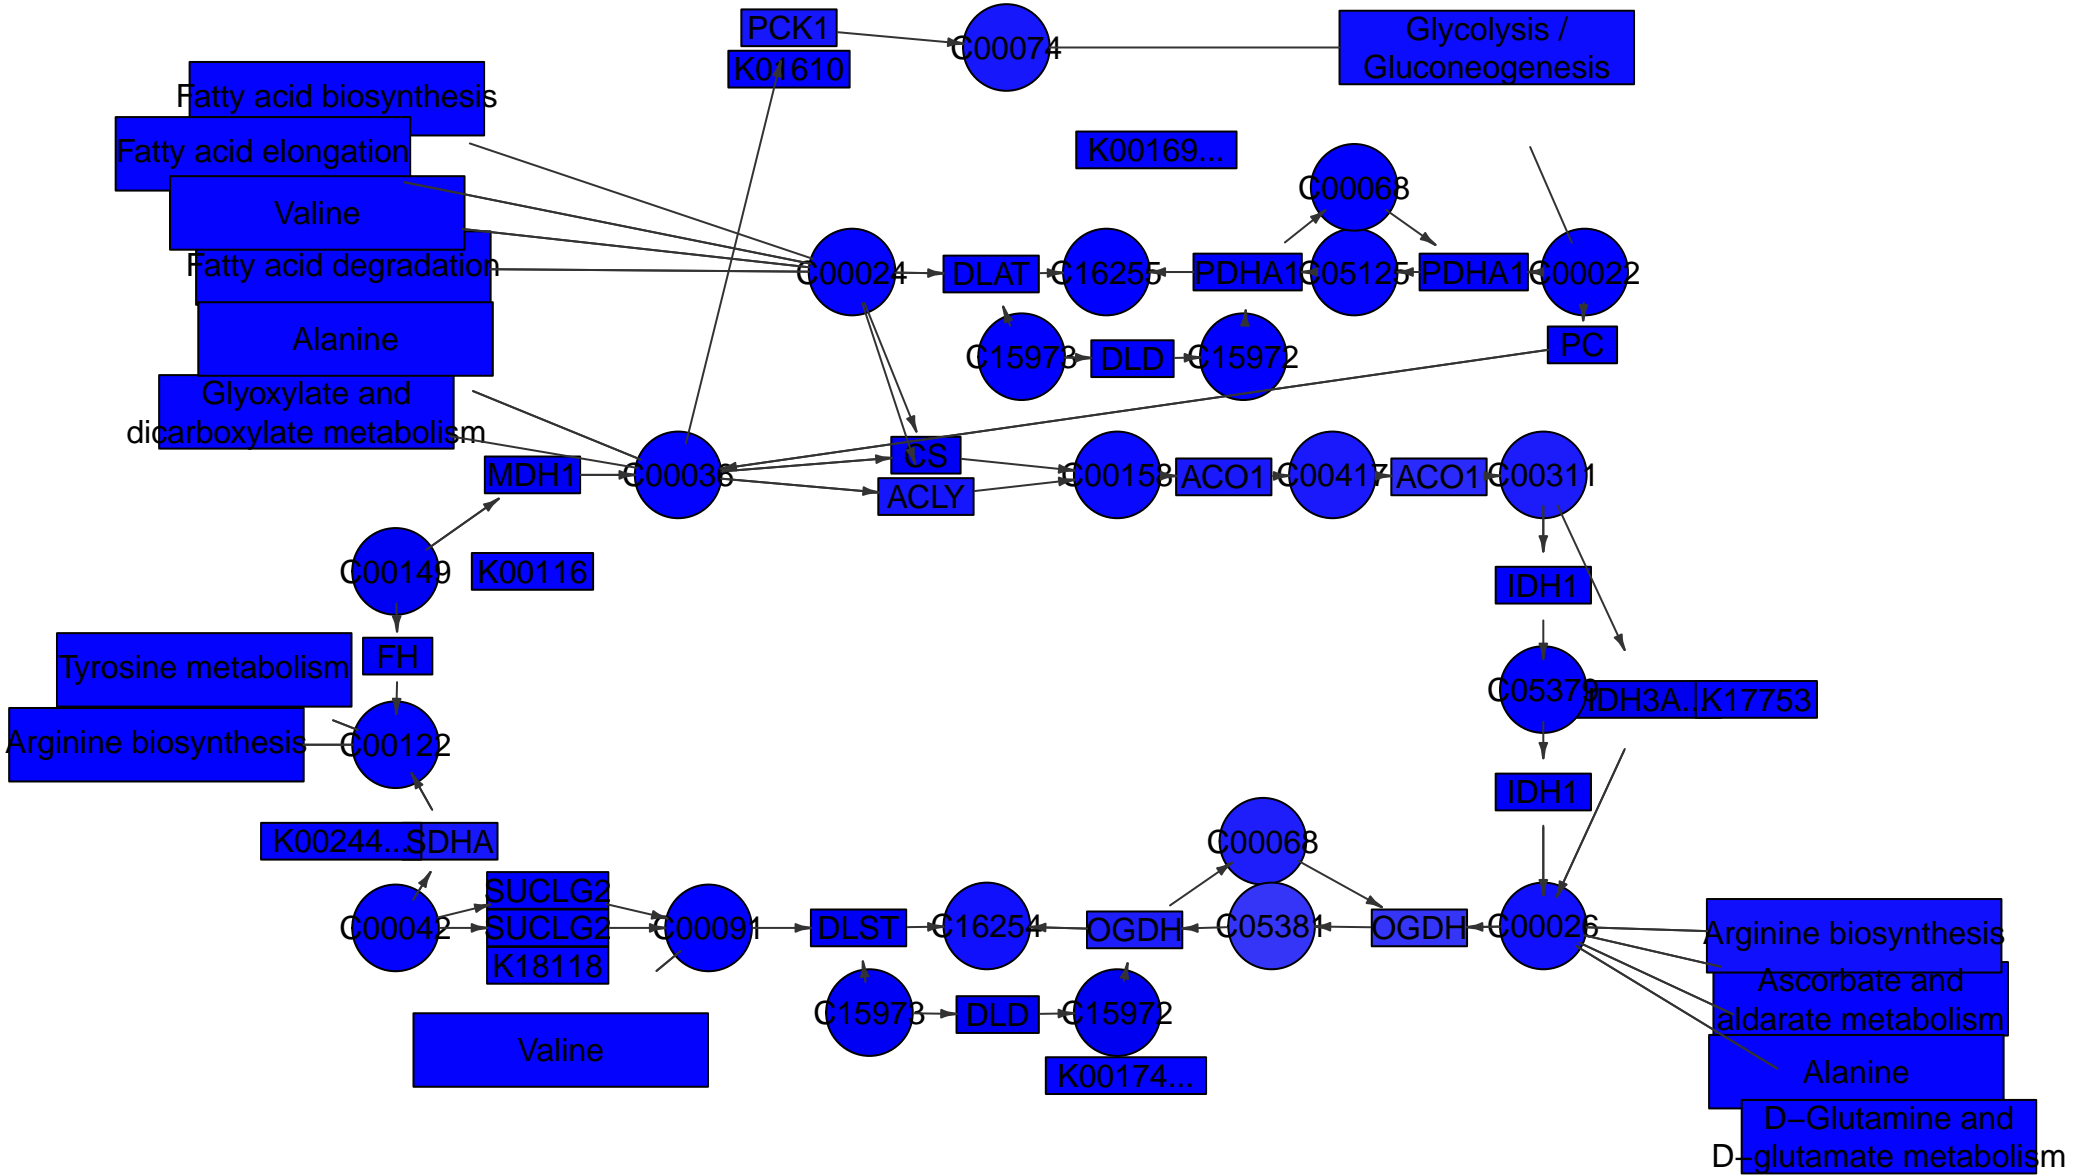 PCK1
K01610
C00074
Glycolysis /
Gluconeogenesis
Fatty acid biosynthesis
Fatty acid elongation
Valine
Fatty acid degradation
Alanine
Glyoxylate and
dicarboxylate metabolism
K00169...
C00068
C00024
DLAT
C16255
PDHA1
C05125
PDHA1
C00022
C15973
DLD
C15972
PC
MDH1
C00036
CS
ACLY
C00158
ACO1
C00417
ACO1
C00311
C00149
K00116
IDH1
FH
Tyrosine metabolism
Arginine biosynthesis
C00122
C05379
IDH3A...
K17753
IDH1
K00244...
SDHA
C00068
C00042
SUCLG2
SUCLG2
K18118
C00091
DLST
C16254
OGDH
C05381
OGDH
C00026
Arginine biosynthesis
Ascorbate and
aldarate metabolism
Alanine
D−Glutamine and
D−glutamate metabolism
C15973
DLD
C15972
K00174...
Valine